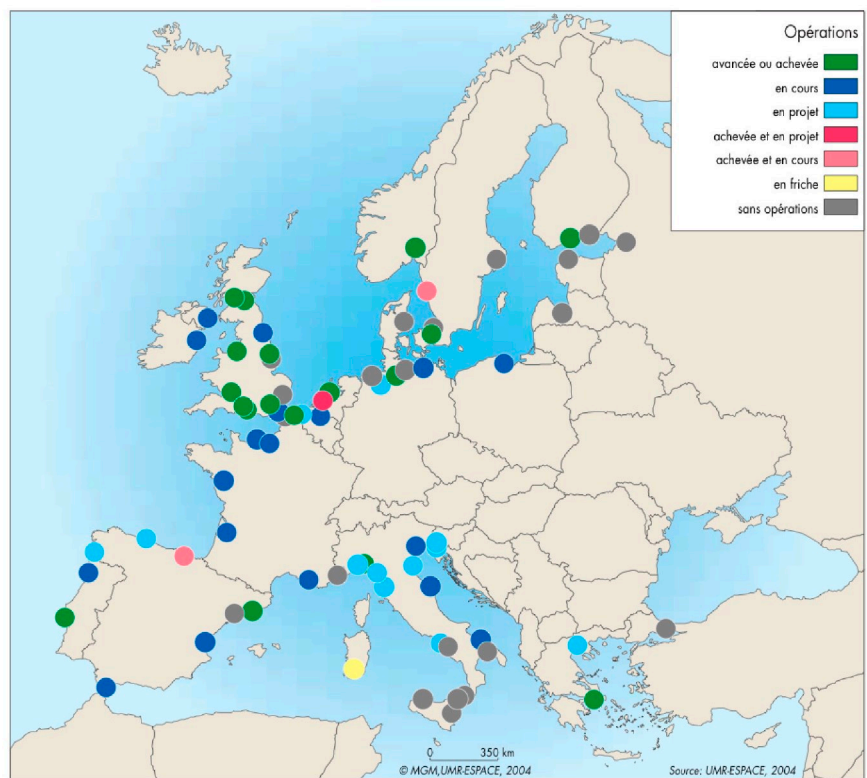 Opérations
avancée ou achevée
en cours
en projet
achevée et en projet
achevée et en cours
en friche
sans opérations
0 350 km
© MGM,UMR-ESPACE, 2004
Source: UMR-ESPACE, 2004